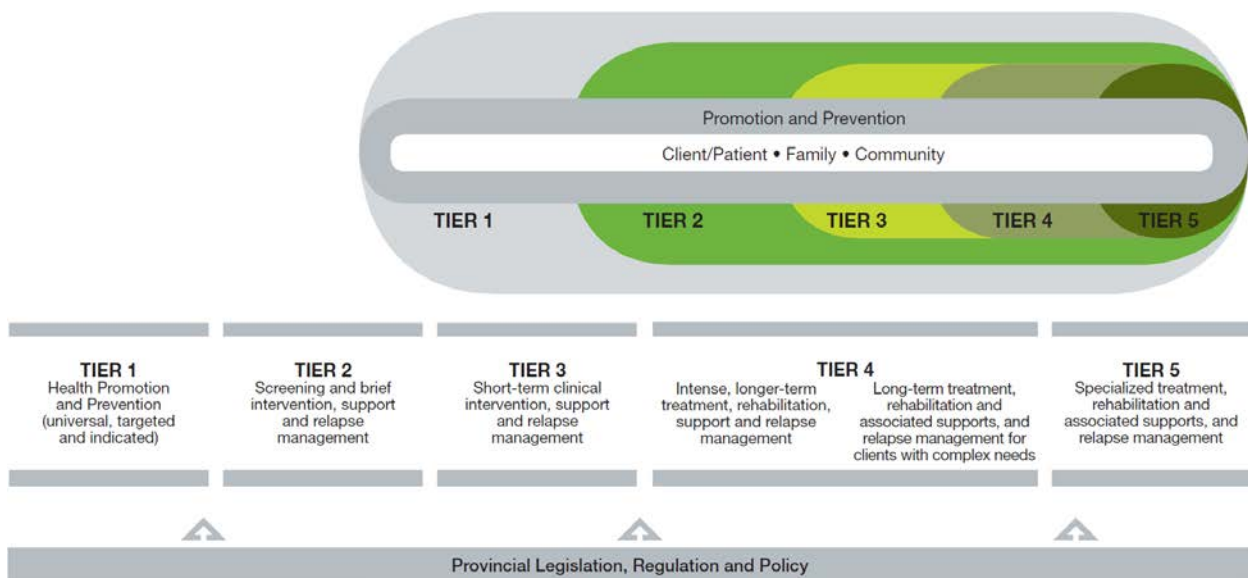 Promotion and Prevention
Client/Patient • Family • Community
TIER 1
TIER 2
TIER 3
TIER 4
TIER 5
TIER 1
Health Promotion
and Prevention
(universal, targeted
and indicated)
TIER 2
Screening and brief
intervention, support
and relapse
management
TIER 3
Short-term clinical
intervention, support
and relapse
management
TIER 4
Intense, longer-term
treatment, rehabilitation,
support and relapse
management
Long-term treatment,
rehabilitation and
associated supports, and
relapse management for
clients with complex needs
TIER 5
Specialized treatment,
rehabilitation and
associated supports, and
relapse management
Provincial Legislation, Regulation and Policy